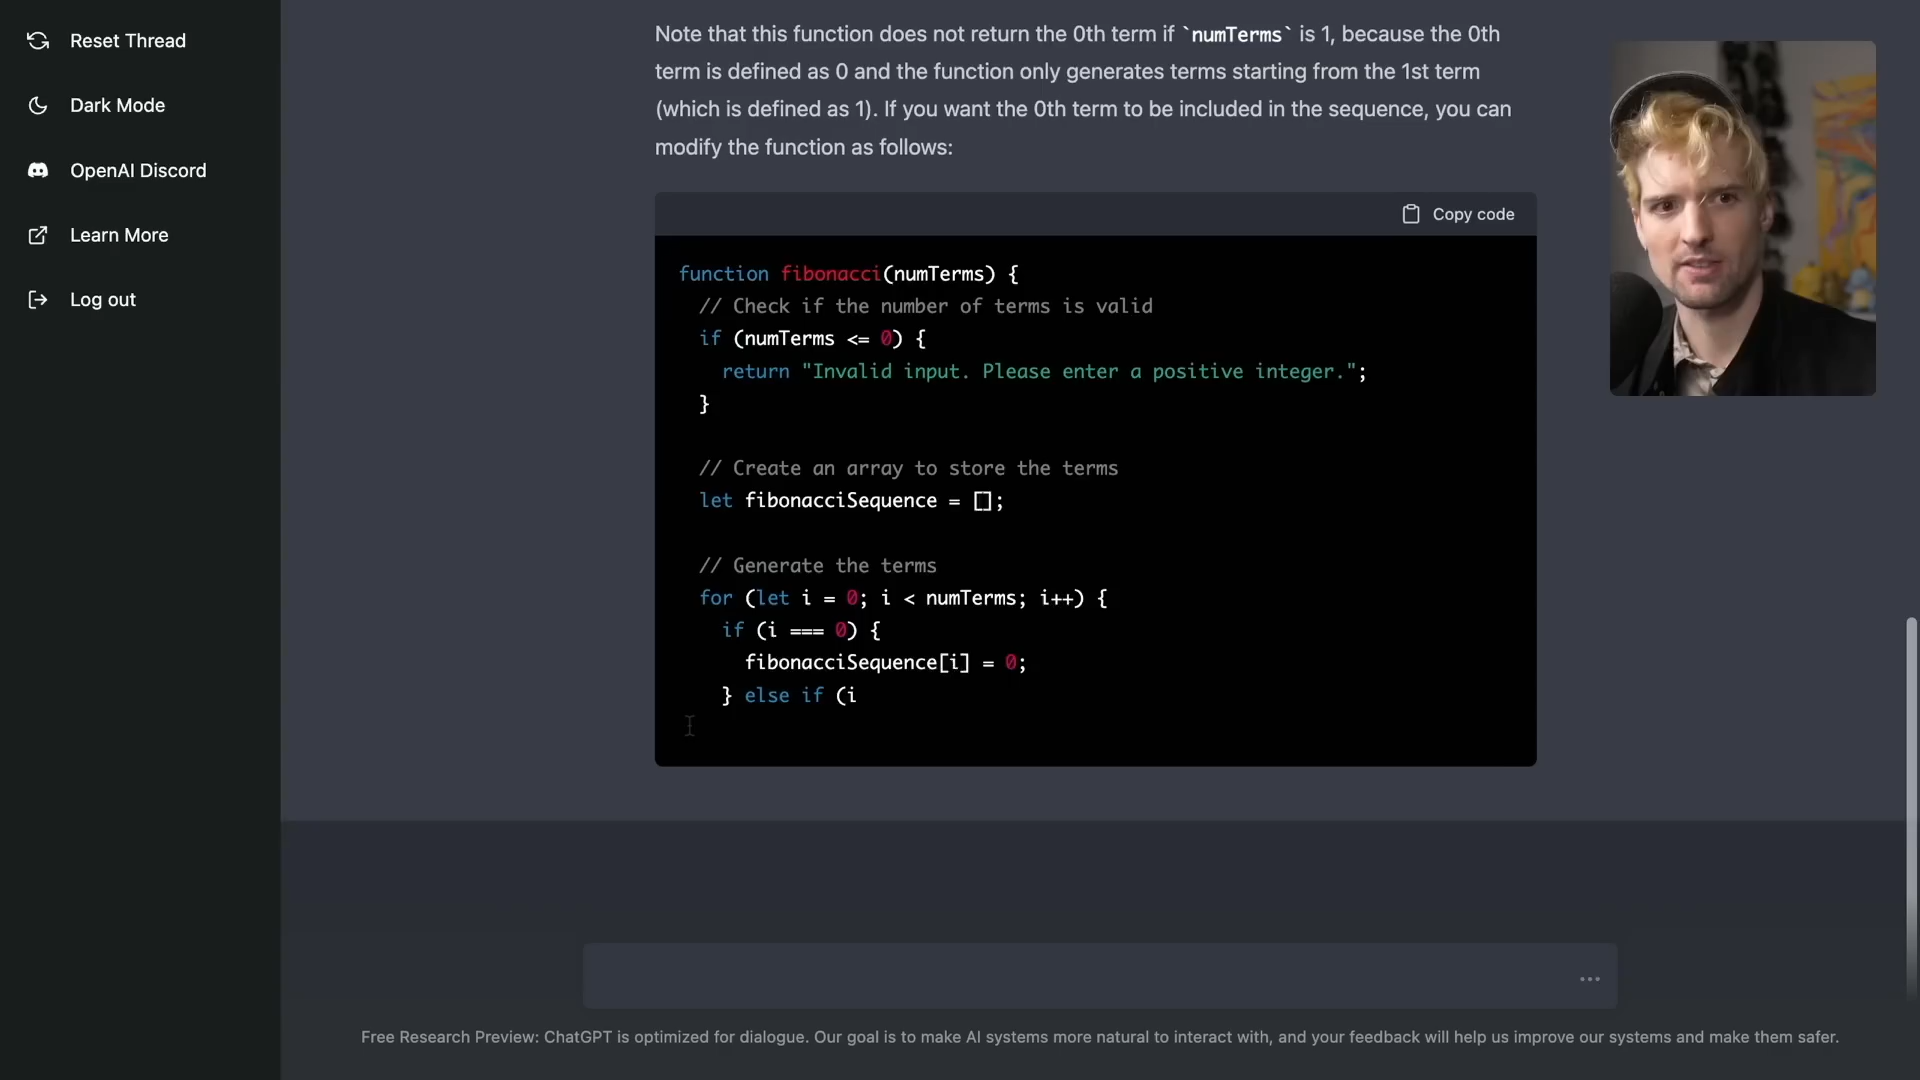 Reset Thread
Dark Mode
OpenAI Discord
Learn More
Log out
Note that this function does not return the 0th term if `numTerms` is 1, because the 0th
term is defined as 0 and the function only generates terms starting from the 1st term
(which is defined as 1). If you want the 0th term to be included in the sequence, you can
modify the function as follows:
Copy code
function fibonacci(numTerms) {
  // Check if the number of terms is valid
  if (numTerms <= 0) {
    return "Invalid input. Please enter a positive integer.";
  }
  // Create an array to store the terms
  let fibonacciSequence = [];
  // Generate the terms
  for (let i = 0; i < numTerms; i++) {
    if (i === 0) {
      fibonacciSequence[i] = 0;
    } else if (i
...
Free Research Preview: ChatGPT is optimized for dialogue. Our goal is to make AI systems more natural to interact with, and your feedback will help us improve our systems and make them safer.